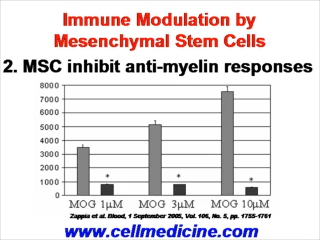 Immune Modulation by
Mesenchymal Stem Cells
2. MSC inhibit anti-myelin responses
8000
7000
6000
5000
4000
3000
2000
1000
0
*
*
*
MOG 1µM MOG 3µM MOG 10µM
Zappia et al. Blood, 1 September 2005, Vol. 106, No. 5, pp. 1755-1761
www.cellmedicine.com